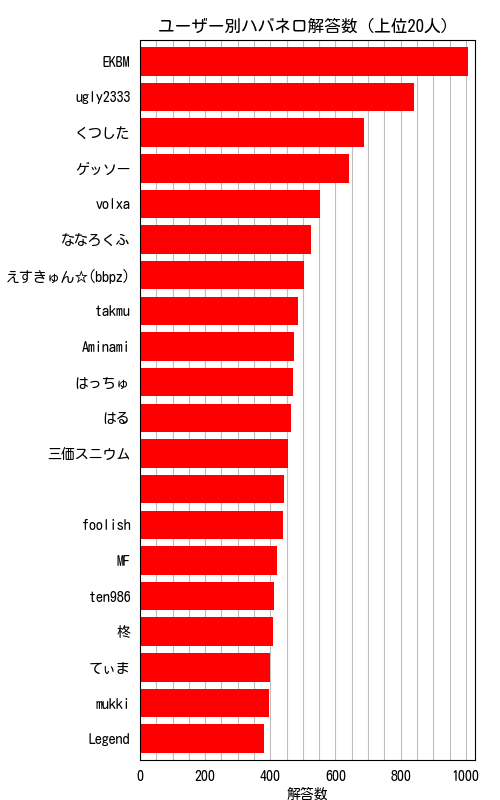 ユーザー別ハバネロ解答数 (上位20人)
EKBM
ugly2333
くつした
ゲッソー
volxa
ななろくふ
えすきゅん☆(bbpz)
takmu
Aminami
はっちゅ
はる
三価スニウム
foolish
MF
ten986
柊
てぃま
mukki
Legend
0 200 400 600 800 1000
解答数